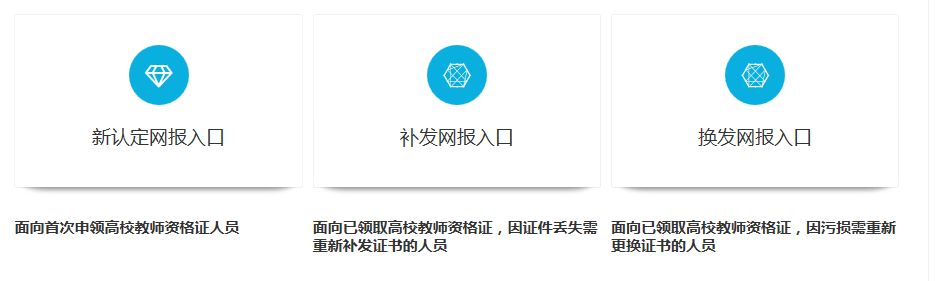 新认定网报入口
补发网报入口
换发网报入口
面向首次申领高校教师资格证人员
面向已领取高校教师资格证，因证件丢失需
重新补发证书的人员
面向已领取高校教师资格证，因污损需重新
更换证书的人员